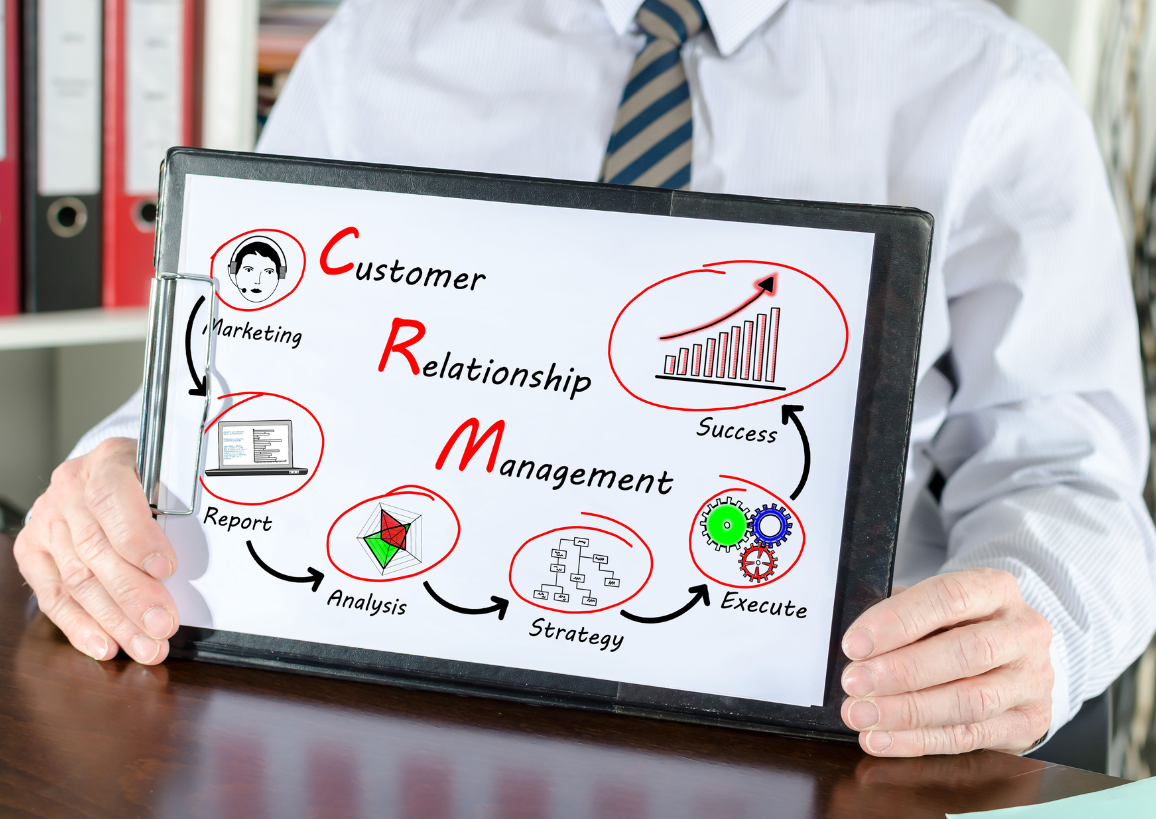 Customer
Marketing
Relationship
Success
Management
Report
Analysis
Strategy
Execute